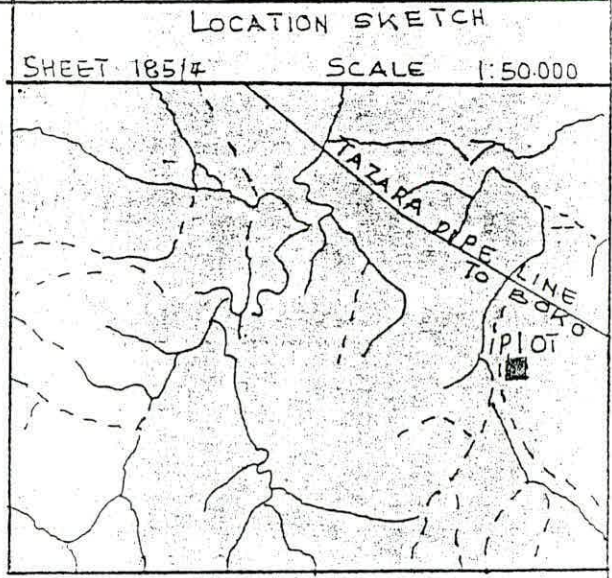 LOCATION SKETCH
SHEET 185/4 SCALE 1:50.000
TAZARA PIPE LINE
TO BOKO
PLOT